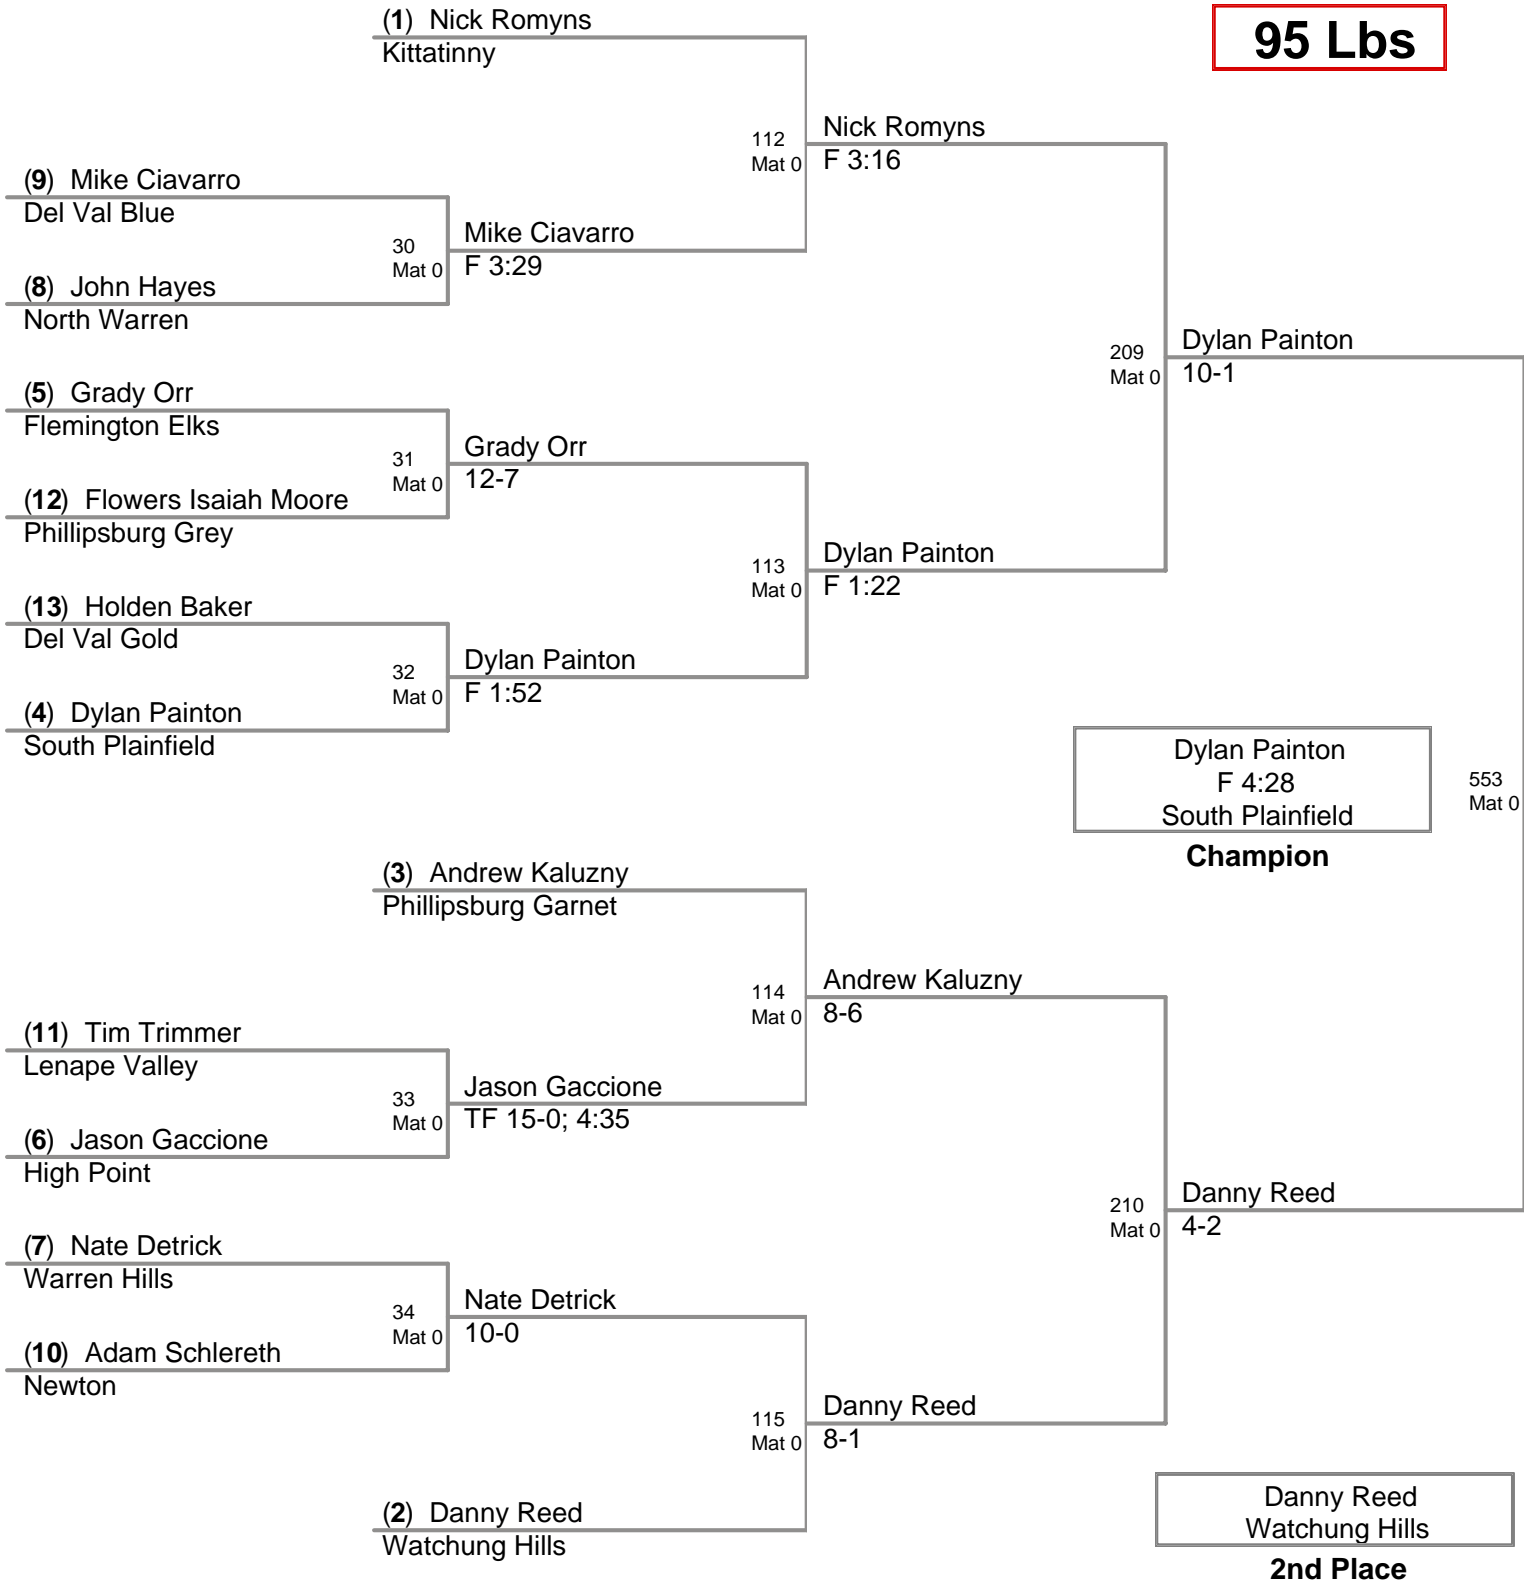 (1) Nick Romyns
Kittatinny
95 Lbs
112
Mat 0
Nick Romyns
F 3:16
(9) Mike Ciavarro
Del Val Blue
30
Mat 0
Mike Ciavarro
F 3:29
(8) John Hayes
North Warren
209
Mat 0
Dylan Painton
10-1
(5) Grady Orr
Flemington Elks
31
Mat 0
Grady Orr
12-7
(12) Flowers Isaiah Moore
Phillipsburg Grey
113
Mat 0
Dylan Painton
F 1:22
(13) Holden Baker
Del Val Gold
32
Mat 0
Dylan Painton
F 1:52
(4) Dylan Painton
South Plainfield
Dylan Painton
F 4:28
South Plainfield
Champion
553
Mat 0
(3) Andrew Kaluzny
Phillipsburg Garnet
114
Mat 0
Andrew Kaluzny
8-6
(11) Tim Trimmer
Lenape Valley
33
Mat 0
Jason Gaccione
TF 15-0; 4:35
(6) Jason Gaccione
High Point
210
Mat 0
Danny Reed
4-2
(7) Nate Detrick
Warren Hills
34
Mat 0
Nate Detrick
10-0
(10) Adam Schlereth
Newton
115
Mat 0
Danny Reed
8-1
(2) Danny Reed
Watchung Hills
Danny Reed
Watchung Hills
2nd Place